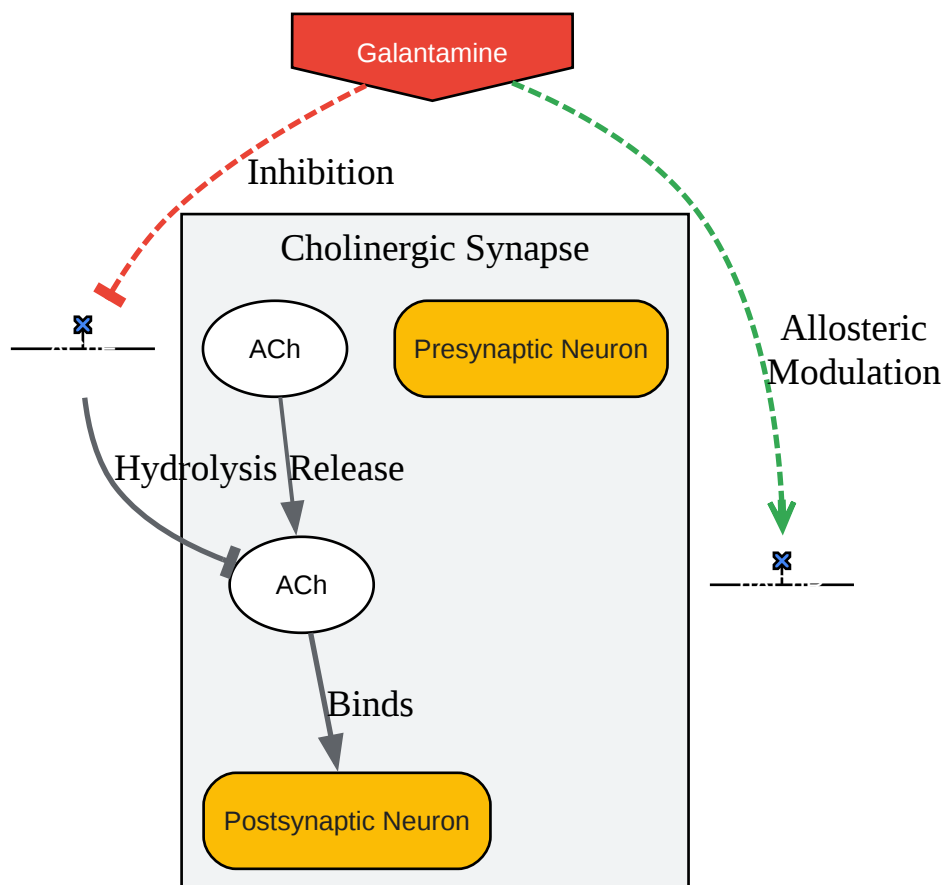 Galantamine
Inhibition
Cholinergic Synapse
ACh
Presynaptic Neuron
Allosteric
Modulation
Hydrolysis
Release
ACh
Binds
Postsynaptic Neuron